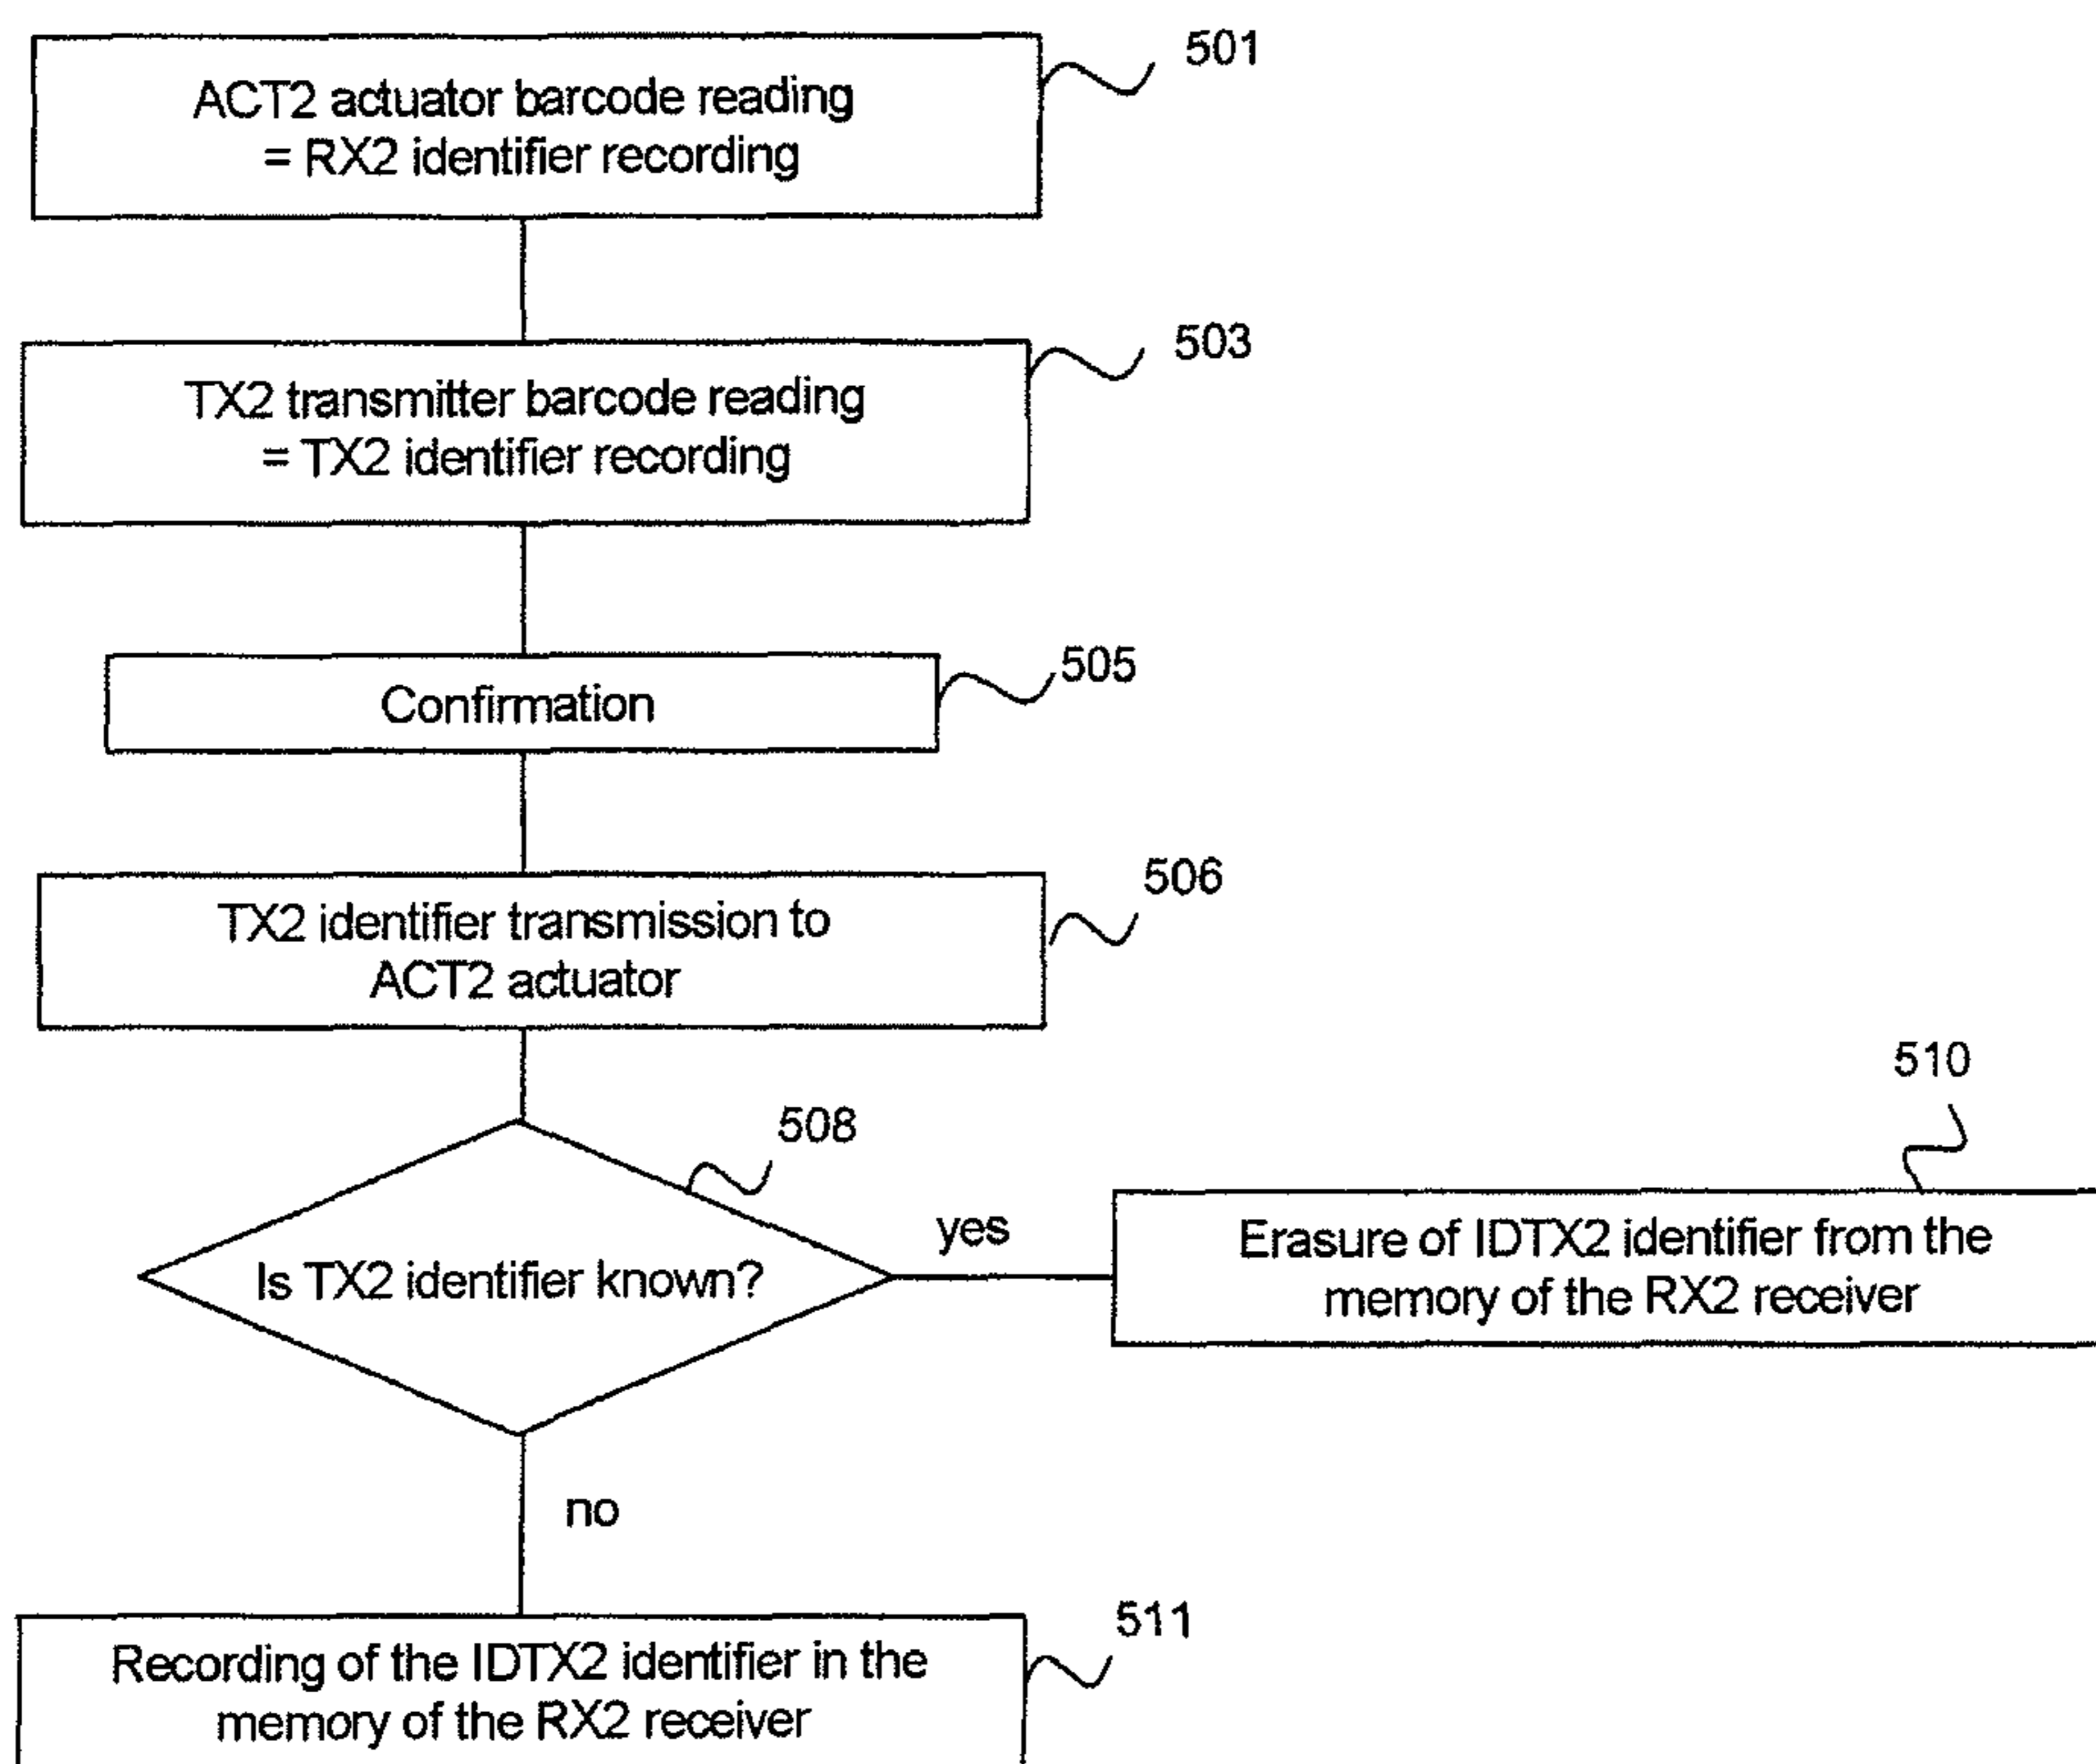 501
ACT2 actuator barcode reading
= RX2 identifier recording
503
TX2 transmitter barcode reading
= TX2 identifier recording
505
Confirmation
506
TX2 identifier transmission to
ACT2 actuator
508
Is TX2 identifier known?
yes
510
Erasure of IDTX2 identifier from the
memory of the RX2 receiver
no
511
Recording of the IDTX2 identifier in the
memory of the RX2 receiver